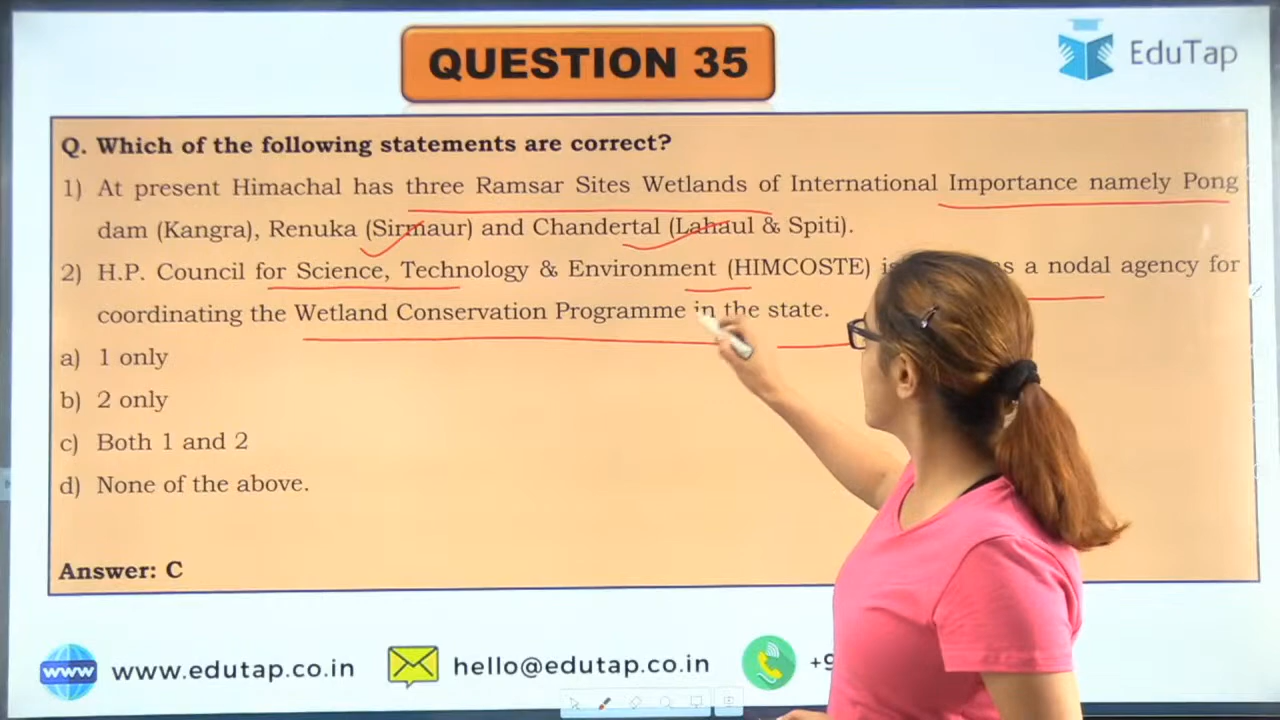 QUESTION 35
EduTap
Q. Which of the following statements are correct?
1) At present Himachal has three Ramsar Sites Wetlands of International Importance namely Pong
dam (Kangra), Renuka (Sirmaur) and Chandertal (Lahaul & Spiti).
2) H.P. Council for Science, Technology & Environment (HIMCOSTE) a nodal agency for
coordinating the Wetland Conservation Programme in the state.
a) 1 only
b) 2 only
c) Both 1 and 2
d) None of the above.
Answer: C
www www.edutap.co.in hello@edutap.co.in